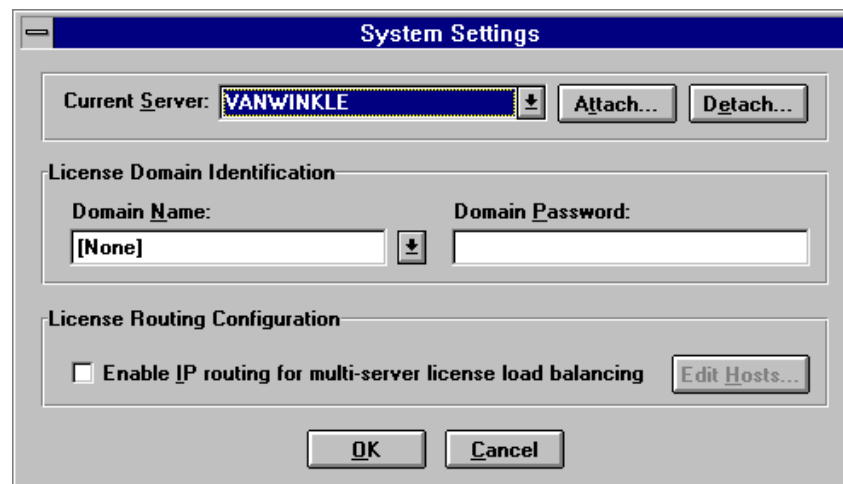 System Settings
Current Server: VANWINKLE Attach... Detach...
License Domain Identification
Domain Name: Domain Password:
[None]
License Routing Configuration
Enable IP routing for multi-server license load balancing Edit Hosts...
OK Cancel